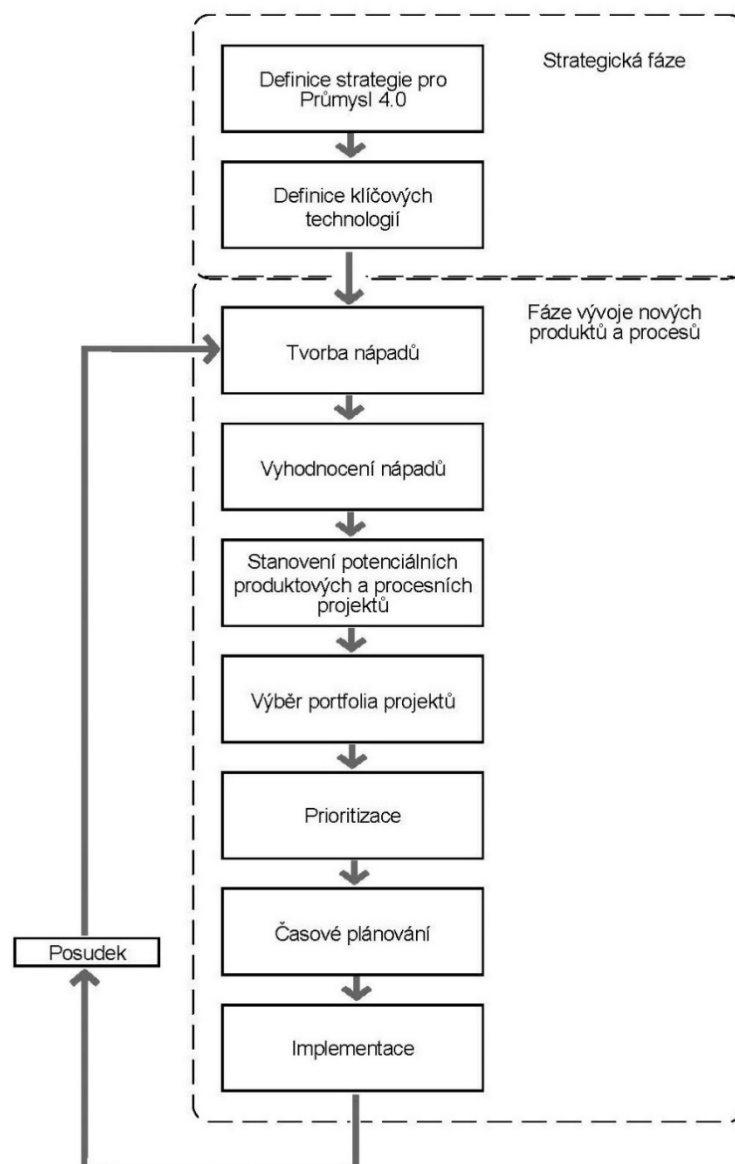 Strategická fáze
Definice strategie pro
Průmysl 4.0
Definice klíčových
technologií
Fáze vývoje nových
produktů a procesů
Tvorba nápadů
Vyhodnocení nápadů
Stanovení potenciálních
produktových a procesních
projektů
Výběr portfolia projektů
Prioritizace
Časové plánování
Posudek
Implementace